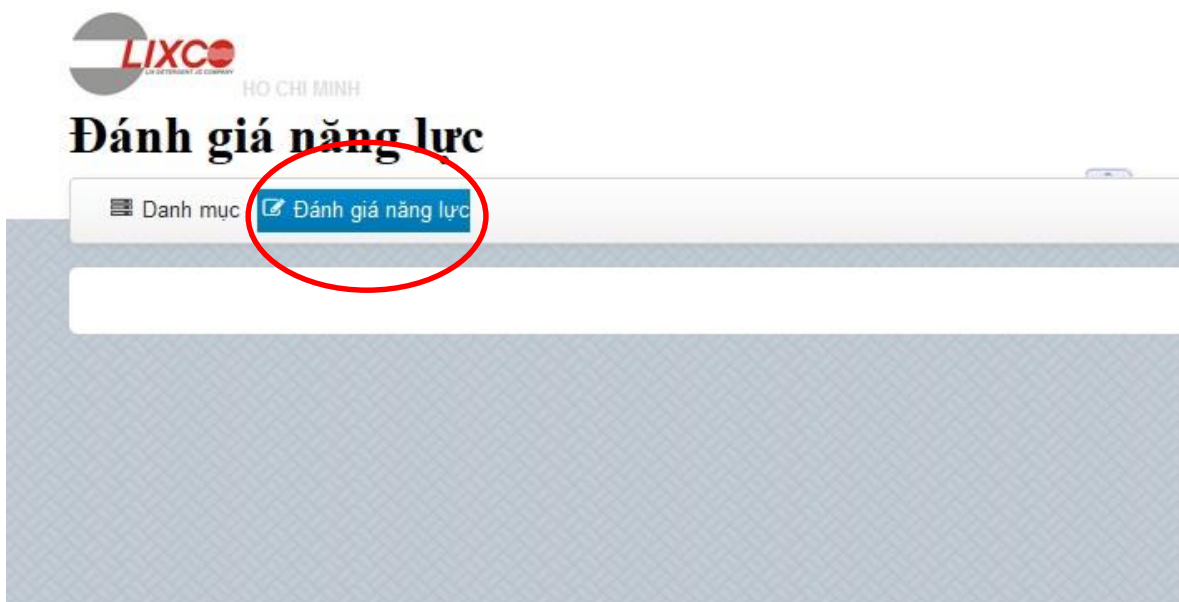 LIXCO
LIX DETERGENT JS COMPANY
HO CHI MINH
Đánh giá năng lực
Danh mục
Đánh giá năng lực